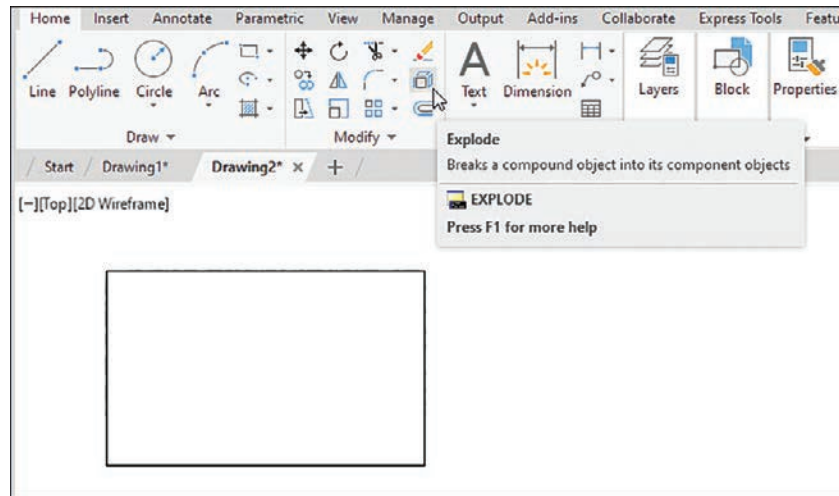 Home Insert Annotate Parametric View Manage Output Add-ins Collaborate Express Tools Featu
Line Polyline Circle Arc Text Dimension Layers Block Properties
Draw Modify
Explode
Breaks a compound object into its component objects
EXPLODE
Press F1 for more help
Start Drawing1* Drawing2*
[−][Top][2D Wireframe]